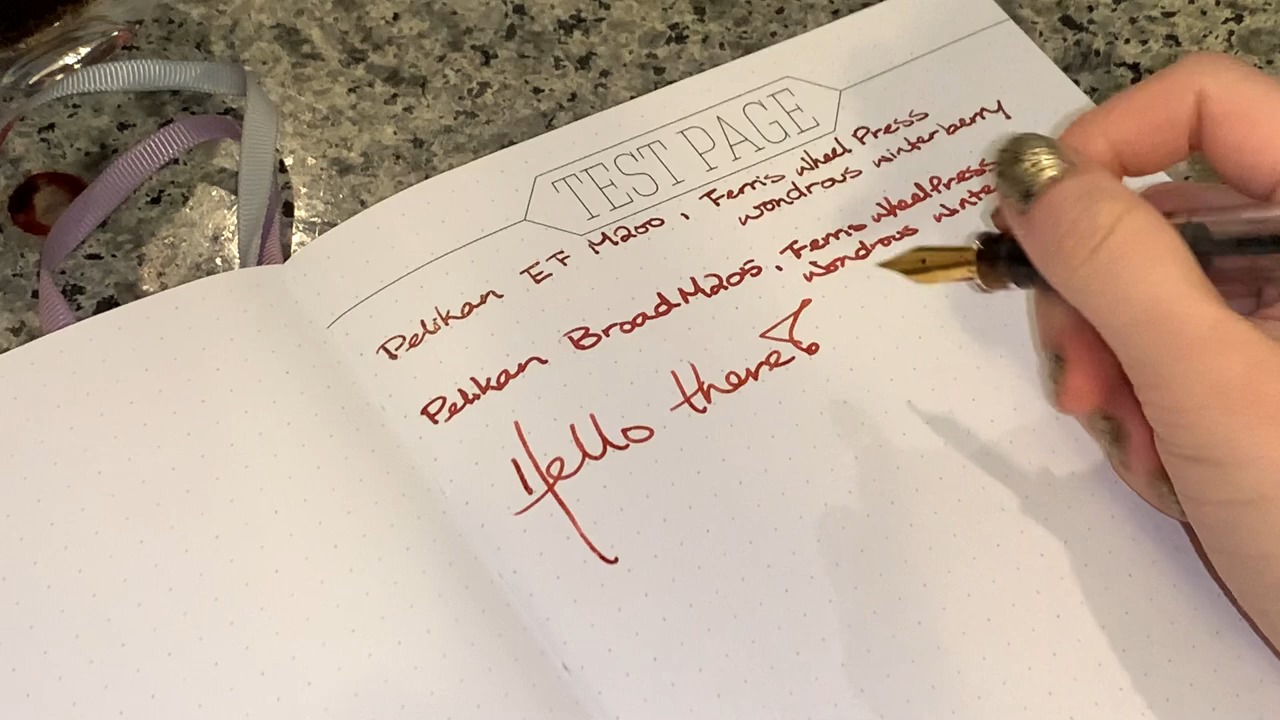 TEST PAGE
Pelikan EF M200, Ferris Wheel Press
wondrous winterberry
Pelikan Broad M205, Ferris Wheel Press
wondrous
Hello there!